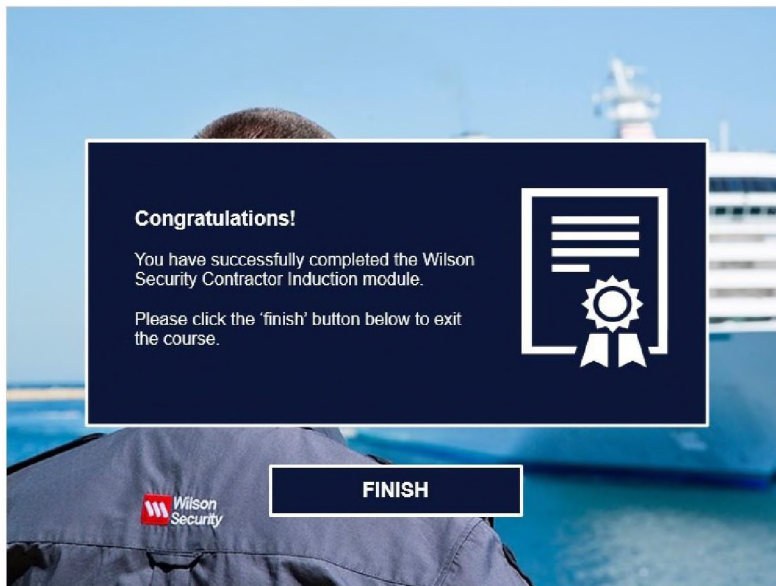 Congratulations!
You have successfully completed the Wilson
Security Contractor Induction module.
Please click the ‘finish’ button below to exit
the course.
FINISH
Wilson
Security